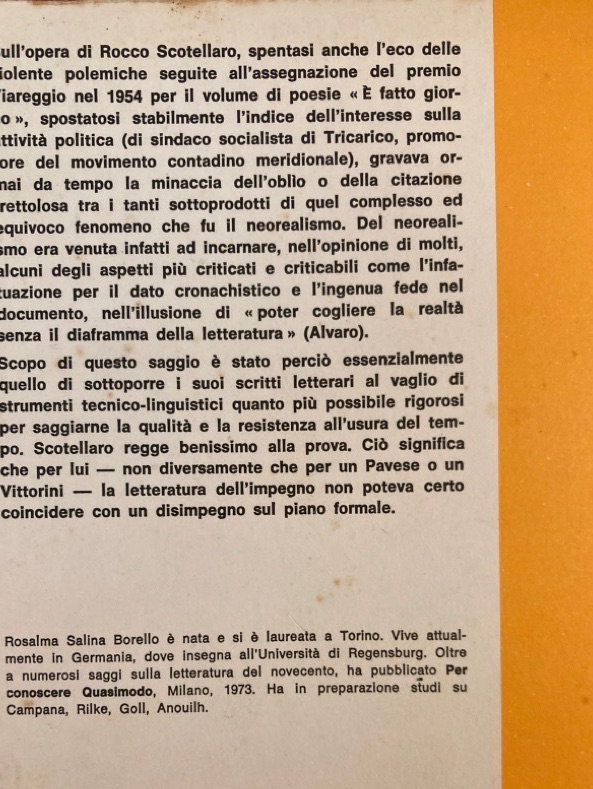 ull'opera di Rocco Scotellaro, spentasi anche l'eco delle
iolente polemiche seguite all'assegnazione del premio
iareggio nel 1954 per il volume di poesie « È fatto gior-
o », spostatosi stabilmente l'indice dell'interesse sulla
ttività politica (di sindaco socialista di Tricarico, promo-
ore del movimento contadino meridionale), gravava or-
mai da tempo la minaccia dell'oblìo o della citazione
rettolosa tra i tanti sottoprodotti di quel complesso ed
equivoco fenomeno che fu il neorealismo. Del neoreali-
smo era venuta infatti ad incarnare, nell'opinione di molti,
alcuni degli aspetti più criticati e criticabili come l'infa-
tuazione per il dato cronachistico e l'ingenua fede nel
documento, nell'illusione di « poter cogliere la realtà
senza il diaframma della letteratura » (Alvaro).
Scopo di questo saggio è stato perciò essenzialmente
quello di sottoporre i suoi scritti letterari al vaglio di
strumenti tecnico-linguistici quanto più possibile rigorosi
per saggiarne la qualità e la resistenza all'usura del tem-
po. Scotellaro regge benissimo alla prova. Ciò significa
che per lui — non diversamente che per un Pavese o un
Vittorini — la letteratura dell'impegno non poteva certo
coincidere con un disimpegno sul piano formale.
Rosalma Salina Borello è nata e si è laureata a Torino. Vive attual-
mente in Germania, dove insegna all'Università di Regensburg. Oltre
a numerosi saggi sulla letteratura del novecento, ha pubblicato Per
conoscere Quasimodo, Milano, 1973. Ha in preparazione studi su
Campana, Rilke, Goll, Anouilh.